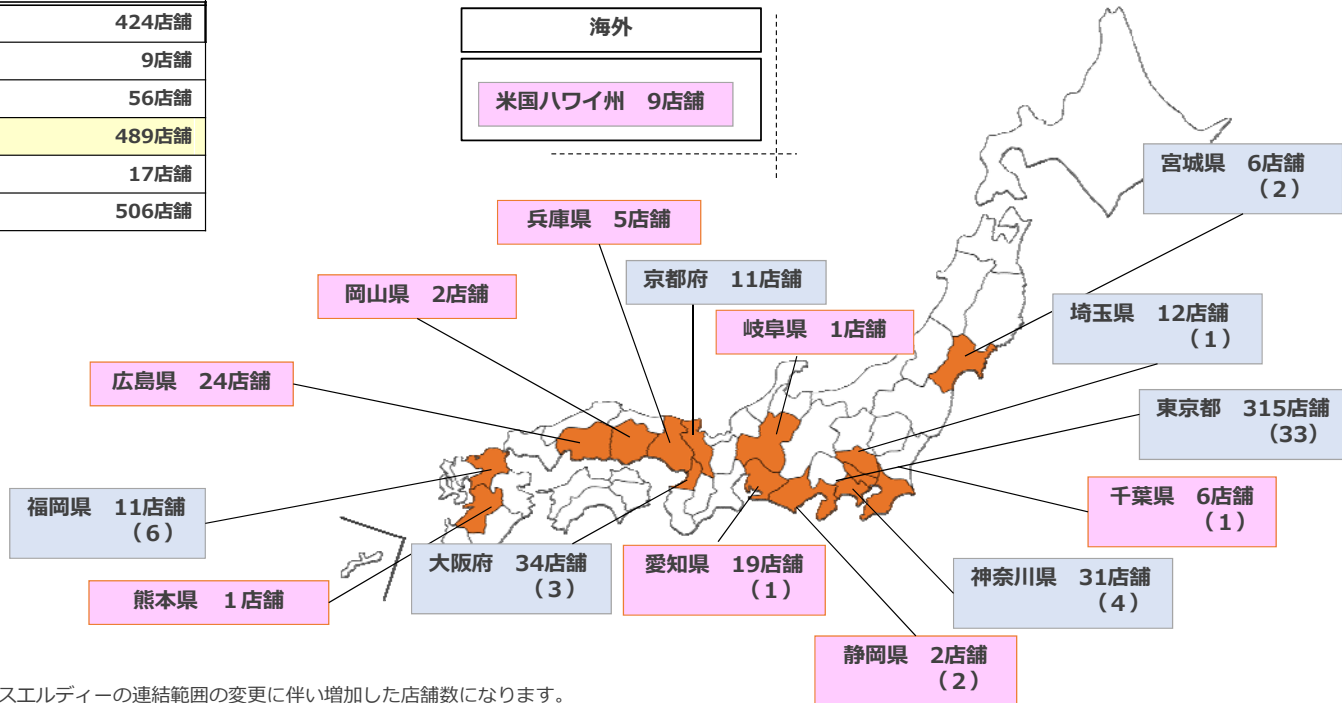 424店舗
9店舗
56店舗
489店舗
17店舗
506店舗
海外
米国ハワイ州　9店舗
宮城県　6店舗
（2）
兵庫県　5店舗
京都府　11店舗
岡山県　2店舗
岐阜県　1店舗
埼玉県　12店舗
（1）
広島県　24店舗
東京都　315店舗
（33）
千葉県　6店舗
（1）
福岡県　11店舗
（6）
大阪府　34店舗
（3）
愛知県　19店舗
（1）
神奈川県　31店舗
（4）
熊本県　1店舗
静岡県　2店舗
（2）
スエルディーの連結範囲の変更に伴い増加した店舗数になります。